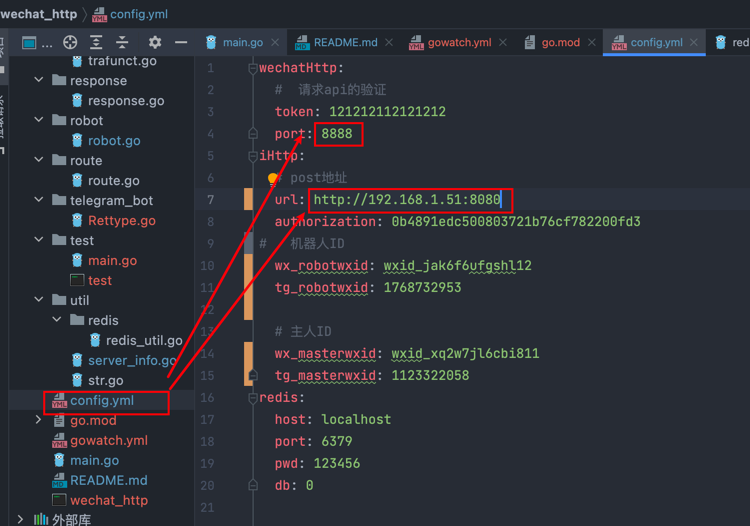 wechat_http config.yml
...
main.go
README.md
gowatch.yml
go.mod
config.yml
trafunct.go
response
response.go
robot
robot.go
route
route.go
telegram_bot
Rettype.go
test
main.go
test
util
redis
redis_util.go
server_info.go
str.go
config.yml
go.mod
gowatch.yml
main.go
README.md
wechat_http
外部库
1 wechatHttp:
2 # 请求api的验证
3 token: 121212112121212
4 port: 8888
5 iHttp:
6 # post地址
7 url: http://192.168.1.51:8080
8 authorization: 0b4891edc500803721b76cf782200fd3
9 # 机器人ID
10 wx_robotwxid: wxid_jak6f6ufgshl12
11 tg_robotwxid: 1768732953
12
13 # 主人ID
14 wx_masterwxid: wxid_xq2w7jl6cbi811
15 tg_masterwxid: 1123322058
16 redis:
17 host: localhost
18 port: 6379
19 pwd: 123456
20 db: 0
21